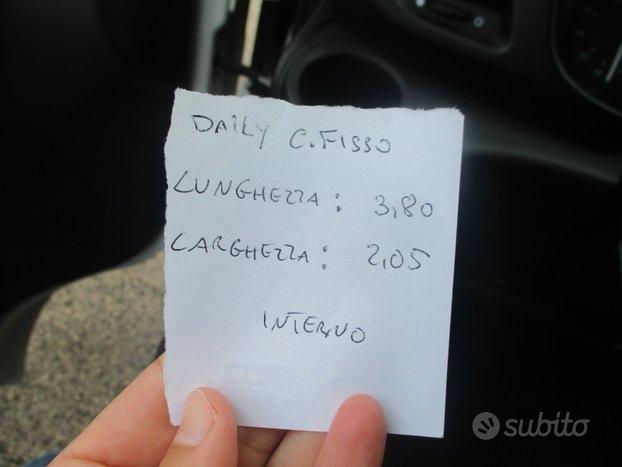 DAILY C. FISSO
LUNGHEZZA: 3,80
LARGHEZZA: 2,05
INTERNO
subito